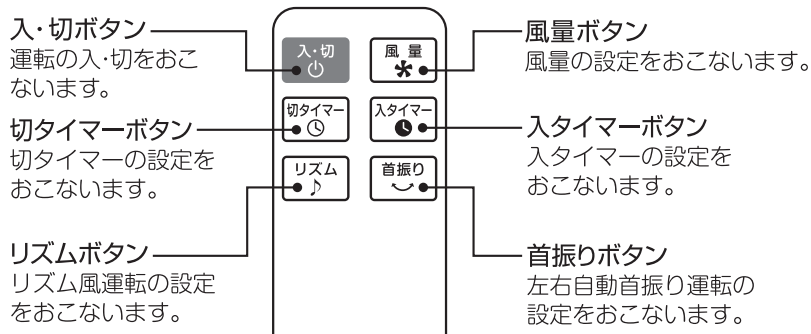 入・切ボタン
運転の入・切をおこ
ないます。
切タイマーボタン
切タイマーの設定を
おこないます。
リズムボタン
リズム風運転の設定
をおこないます。
入・切
風量
切タイマー
入タイマー
リズム
首振り
風量ボタン
風量の設定をおこないます。
入タイマーボタン
入タイマーの設定を
おこないます。
首振りボタン
左右自動首振り運転の
設定をおこないます。